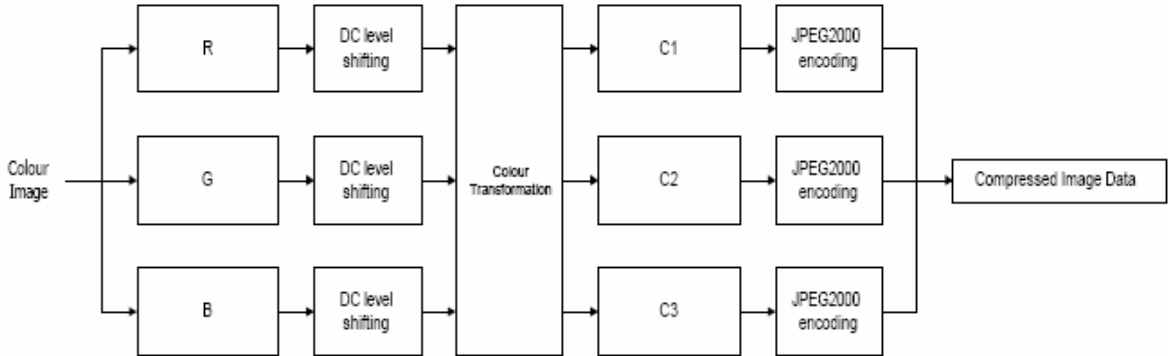 R
DC level
shifting
C1
JPEG2000
encoding
Colour
Image
G
DC level
shifting
Colour
Transformation
C2
JPEG2000
encoding
Compressed Image Data
B
DC level
shifting
C3
JPEG2000
encoding